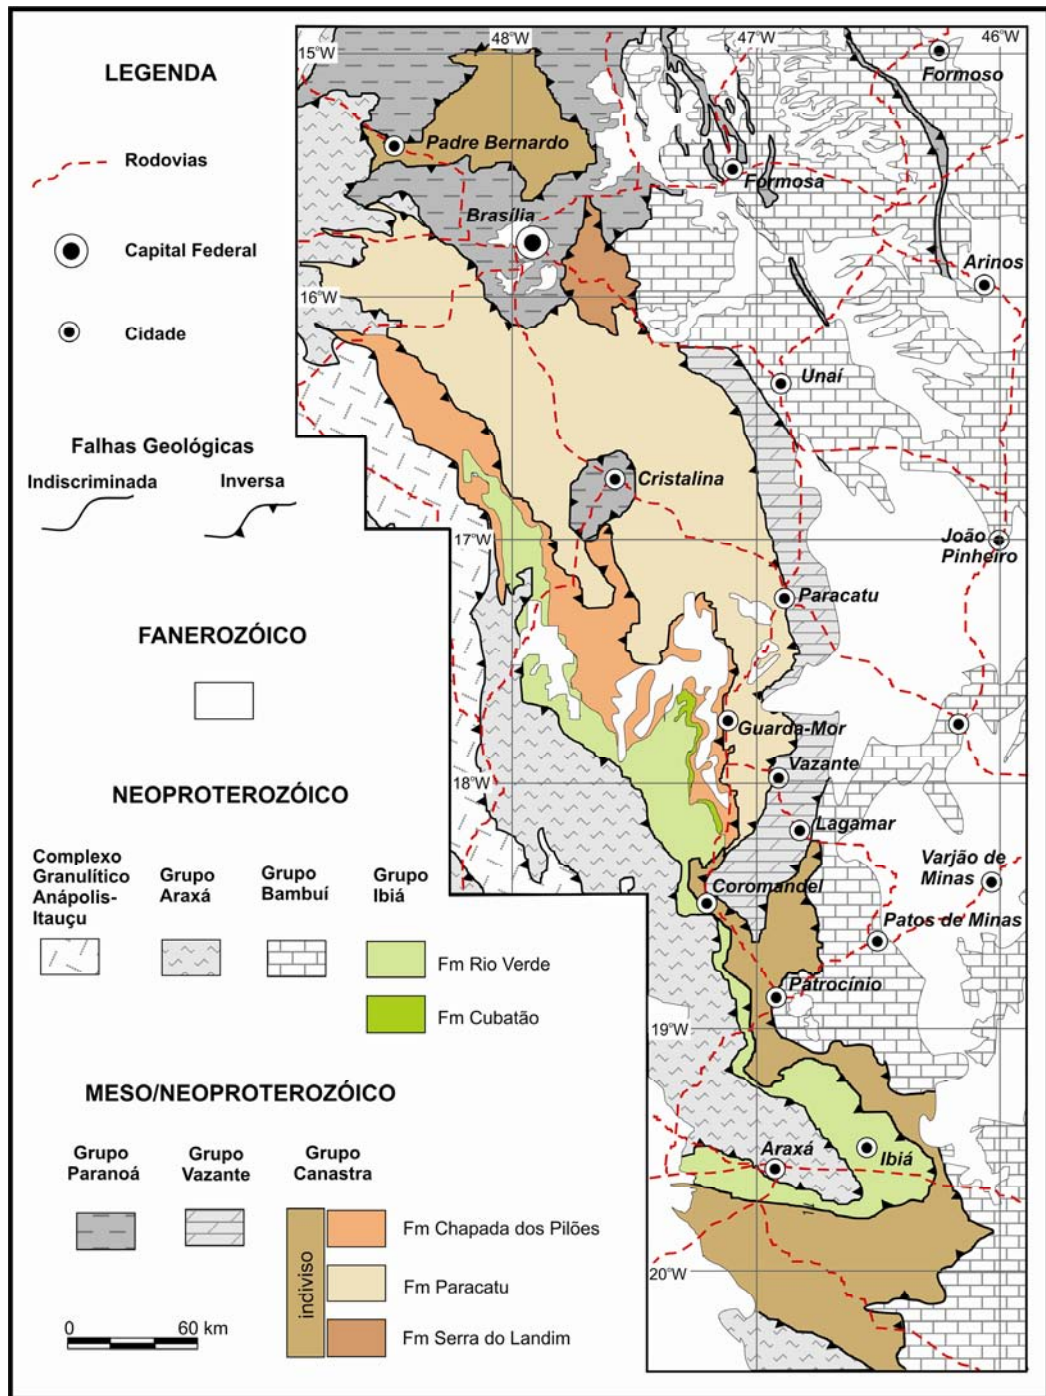 LEGENDA
Rodovias
Capital Federal
Cidade
Falhas Geológicas
Indiscriminada
Inversa
FANEROZÓICO
NEOPROTEROZÓICO
Complexo
Granulítico
Anápolis-
Itauçu
Grupo
Araxá
Grupo
Bambuí
Grupo
Ibiá
Fm Rio Verde
Fm Cubatão
MESO/NEOPROTEROZÓICO
Grupo
Paranoá
Grupo
Vazante
Grupo
Canastra
indiviso
Fm Chapada dos Pilões
Fm Paracatu
Fm Serra do Landim
0
60 km
48°W
47°W
46°W
15°W
Formoso
Padre Bernardo
Formosa
Brasília
Arinos
16°W
Unaí
Cristalina
17°W
João
Pinheiro
Paracatu
Guarda-Mor
Vazante
18°W
Lagamar
Varjão de
Minas
Coromandel
Patos de Minas
Patrocínio
19°W
Araxá
Ibiá
20°W